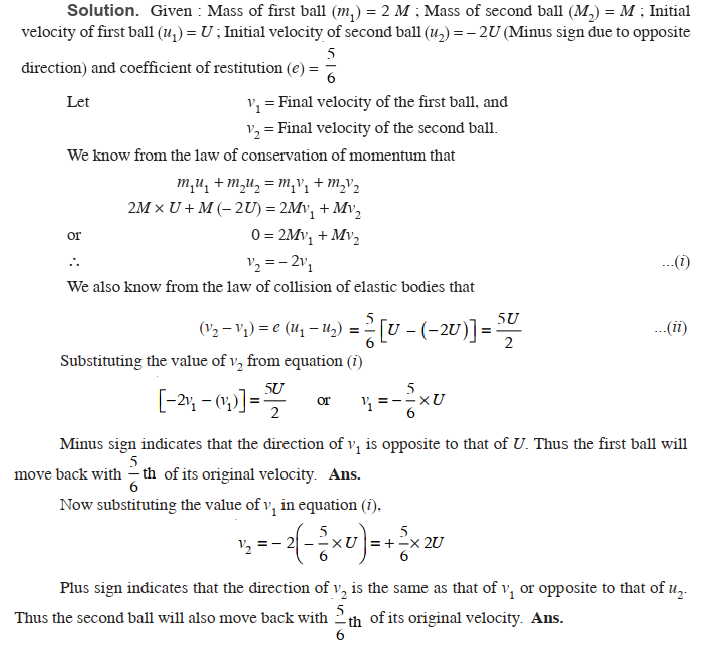 Solution. Given : Mass of first ball (m₁) = 2 M ; Mass of second ball (M₂) = M ; Initial
velocity of first ball (u₁) = U ; Initial velocity of second ball (u₂) = – 2U (Minus sign due to opposite
direction) and coefficient of restitution (e) = 5/6
Let v₁ = Final velocity of the first ball, and
v₂ = Final velocity of the second ball.
We know from the law of conservation of momentum that
m₁u₁ + m₂u₂ = m₁v₁ + m₂v₂
2M × U + M (– 2U) = 2Mv₁ + Mv₂
or 0 = 2Mv₁ + Mv₂
∴ v₂ = – 2v₁ ...(i)
We also know from the law of collision of elastic bodies that
(v₂ – v₁) = e (u₁ – u₂) = 5/6 [U – (–2U)] = 5U/2 ...(ii)
Substituting the value of v₂ from equation (i)
[–2v₁ – (v₁)] = 5U/2 or v₁ = – 5/6 × U
Minus sign indicates that the direction of v₁ is opposite to that of U. Thus the first ball will
move back with 5/6 th of its original velocity. Ans.
Now substituting the value of v₁ in equation (i),
v₂ = – 2(– 5/6 × U) = + 5/6 × 2U
Plus sign indicates that the direction of v₂ is the same as that of v₁ or opposite to that of u₂.
Thus the second ball will also move back with 5/6 th of its original velocity. Ans.